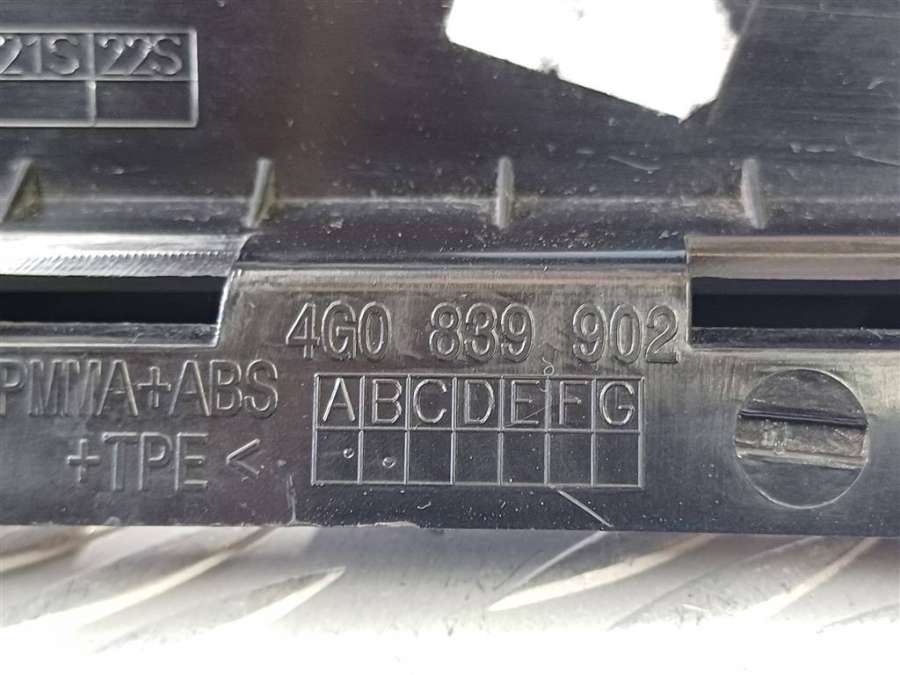 21S 22S
4G0 839 902
PMMA+ABS
+TPE <
A B C D E F G